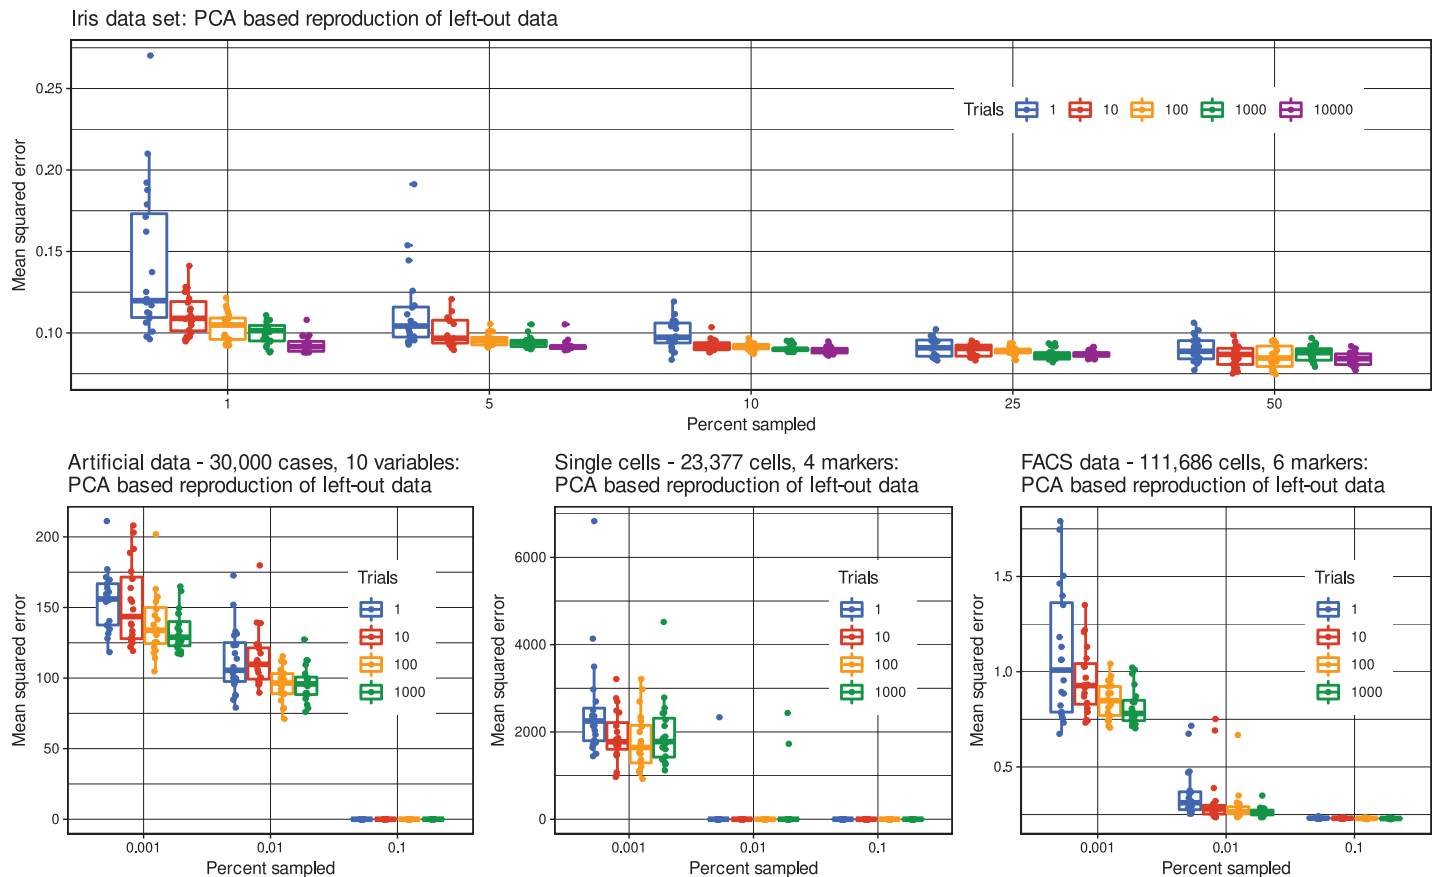 Iris data set: PCA based reproduction of left-out data
Mean squared error
0.25
0.20
0.15
0.10
Trials 1 10 100 1000 10000
1 5 10 25 50
Percent sampled
Artificial data - 30,000 cases, 10 variables:
PCA based reproduction of left-out data
Mean squared error
200
150
100
50
0
Trials
1
10
100
1000
0.001 0.01 0.1
Percent sampled
Single cells - 23,377 cells, 4 markers:
PCA based reproduction of left-out data
Mean squared error
6000
4000
2000
0
Trials
1
10
100
1000
0.001 0.01 0.1
Percent sampled
FACS data - 111,686 cells, 6 markers:
PCA based reproduction of left-out data
Mean squared error
1.5
1.0
0.5
Trials
1
10
100
1000
0.001 0.01 0.1
Percent sampled